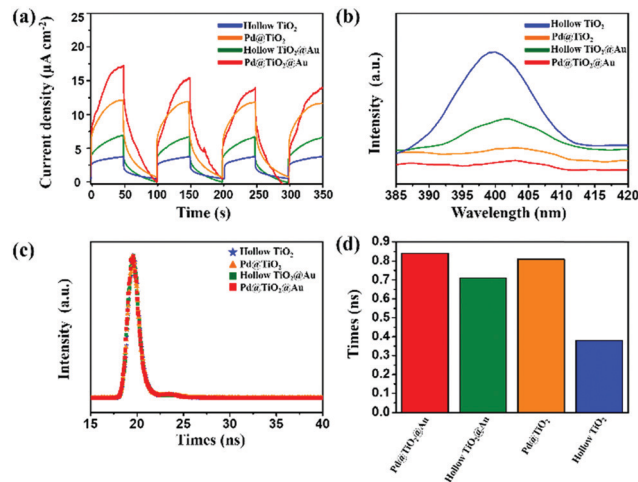 (a)
Hollow TiO2
Pd@TiO2
Hollow TiO2@Au
Pd@TiO2@Au
Current density (μA cm-2)
25
20
15
10
5
0
0 50 100 150 200 250 300 350
Time (s)
(b)
Hollow TiO2
Pd@TiO2
Hollow TiO2@Au
Pd@TiO2@Au
Intensity (a.u.)
385 390 395 400 405 410 415 420
Wavelength (nm)
(c)
Hollow TiO2
Pd@TiO2
Hollow TiO2@Au
Pd@TiO2@Au
Intensity (a.u.)
15 20 25 30 35 40
Times (ns)
(d)
Times (ns)
0.9
0.8
0.7
0.6
0.5
0.4
0.3
0.2
0.1
0.0
Pd@TiO2@Au
Hollow TiO2@Au
Pd@TiO2
Hollow TiO2